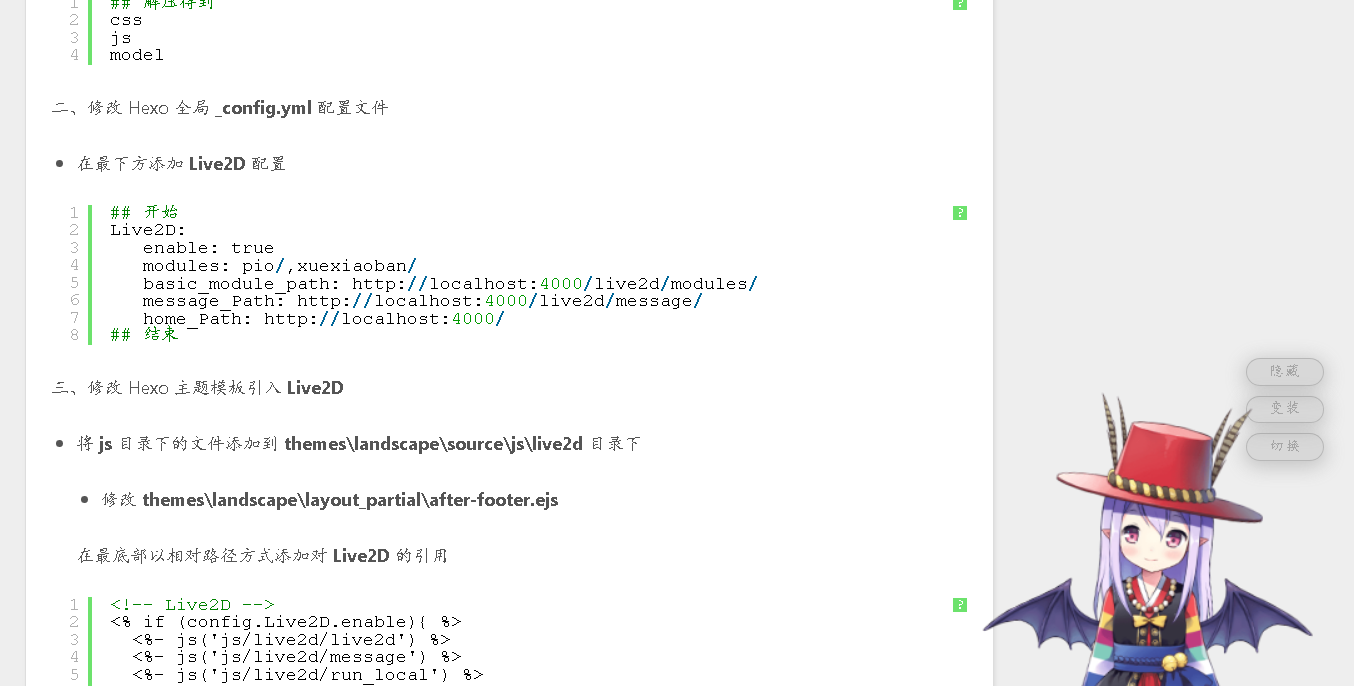 1 ## 解压得到 ?
2 css
3 js
4 model
二、修改 Hexo 全局 _config.yml 配置文件
在最下方添加 Live2D 配置
1 ## 开始 ?
2 Live2D:
3 enable: true
4 modules: pio/,xuexiaoban/
5 basic_module_path: http://localhost:4000/live2d/modules/
6 message_Path: http://localhost:4000/live2d/message/
7 home_Path: http://localhost:4000/
8 ## 结束
三、修改 Hexo 主题模板引入 Live2D
隐藏
变装
切换
将 js 目录下的文件添加到 themes\landscape\source\js\live2d 目录下
修改 themes\landscape\layout_partial\after-footer.ejs
在最底部以相对路径方式添加对 Live2D 的引用
1 <!-- Live2D --> ?
2 <% if (config.Live2D.enable){ %>
3 <%- js('js/live2d/live2d') %>
4 <%- js('js/live2d/message') %>
5 <%- js('js/live2d/run_local') %>